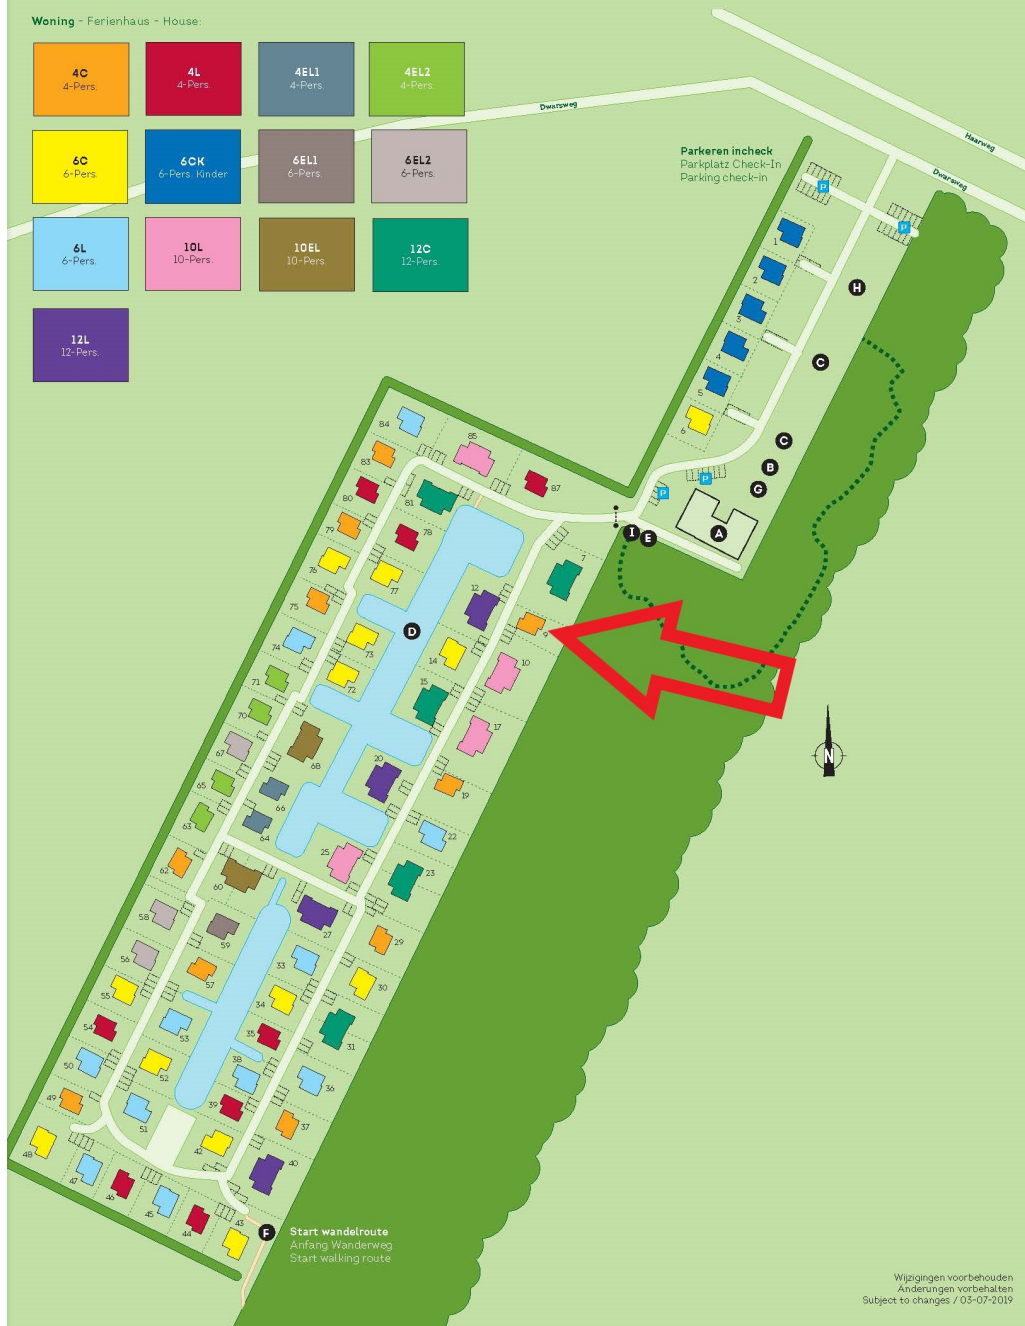 Woning - Ferienhaus - House:
4C
4-Pers.
4L
4-Pers.
4EL1
4-Pers.
4EL2
4-Pers.
6C
6-Pers.
6CK
6-Pers. Kinder
6EL1
6-Pers.
6EL2
6-Pers.
6L
6-Pers.
10L
10-Pers.
10EL
10-Pers.
12C
12-Pers.
12L
12-Pers.
Dwarsweg
Haarweg
Dwarsweg
Parkeren incheck
Parkplatz Check-In
Parking check-in
P
P
1
2
3
4
5
6
H
C
C
B
G
P
P
A
I
E
84
85
83
87
80
81
79
78
76
77
7
75
12
9
D
74
73
14
10
72
71
15
70
17
67
68
20
65
66
19
63
64
22
62
25
60
23
58
59
27
29
56
57
33
55
34
30
54
53
35
31
50
52
38
36
49
51
39
37
48
42
40
47
46
45
44
43
N
F
Start wandelroute
Anfang Wanderweg
Start walking route
Wijzigingen voorbehouden
Änderungen vorbehalten
Subject to changes / 03-07-2019